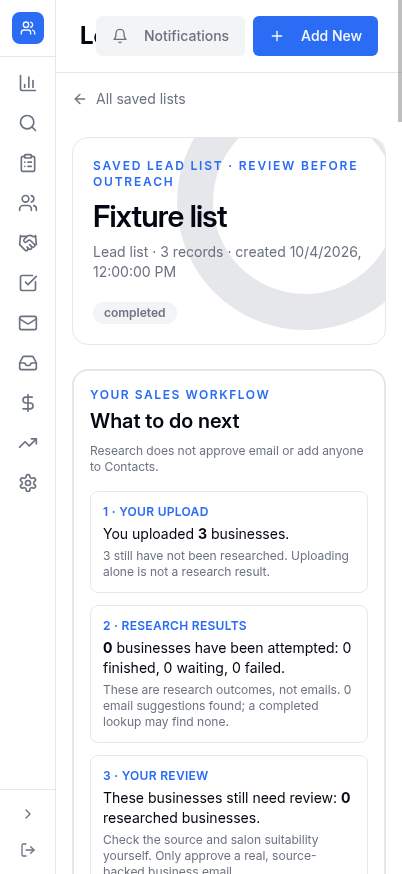 Notifications
Add New
All saved lists
SAVED LEAD LIST · REVIEW BEFORE
OUTREACH
Fixture list
Lead list · 3 records · created 10/4/2026,
12:00:00 PM
completed
YOUR SALES WORKFLOW
What to do next
Research does not approve email or add anyone
to Contacts.
1 · YOUR UPLOAD
You uploaded 3 businesses.
3 still have not been researched. Uploading
alone is not a research result.
2 · RESEARCH RESULTS
0 businesses have been attempted: 0
finished, 0 waiting, 0 failed.
These are research outcomes, not emails. 0
email suggestions found; a completed
lookup may find none.
3 · YOUR REVIEW
These businesses still need review: 0
researched businesses.
Check the source and salon suitability
yourself. Only approve a real, source-
backed business email.